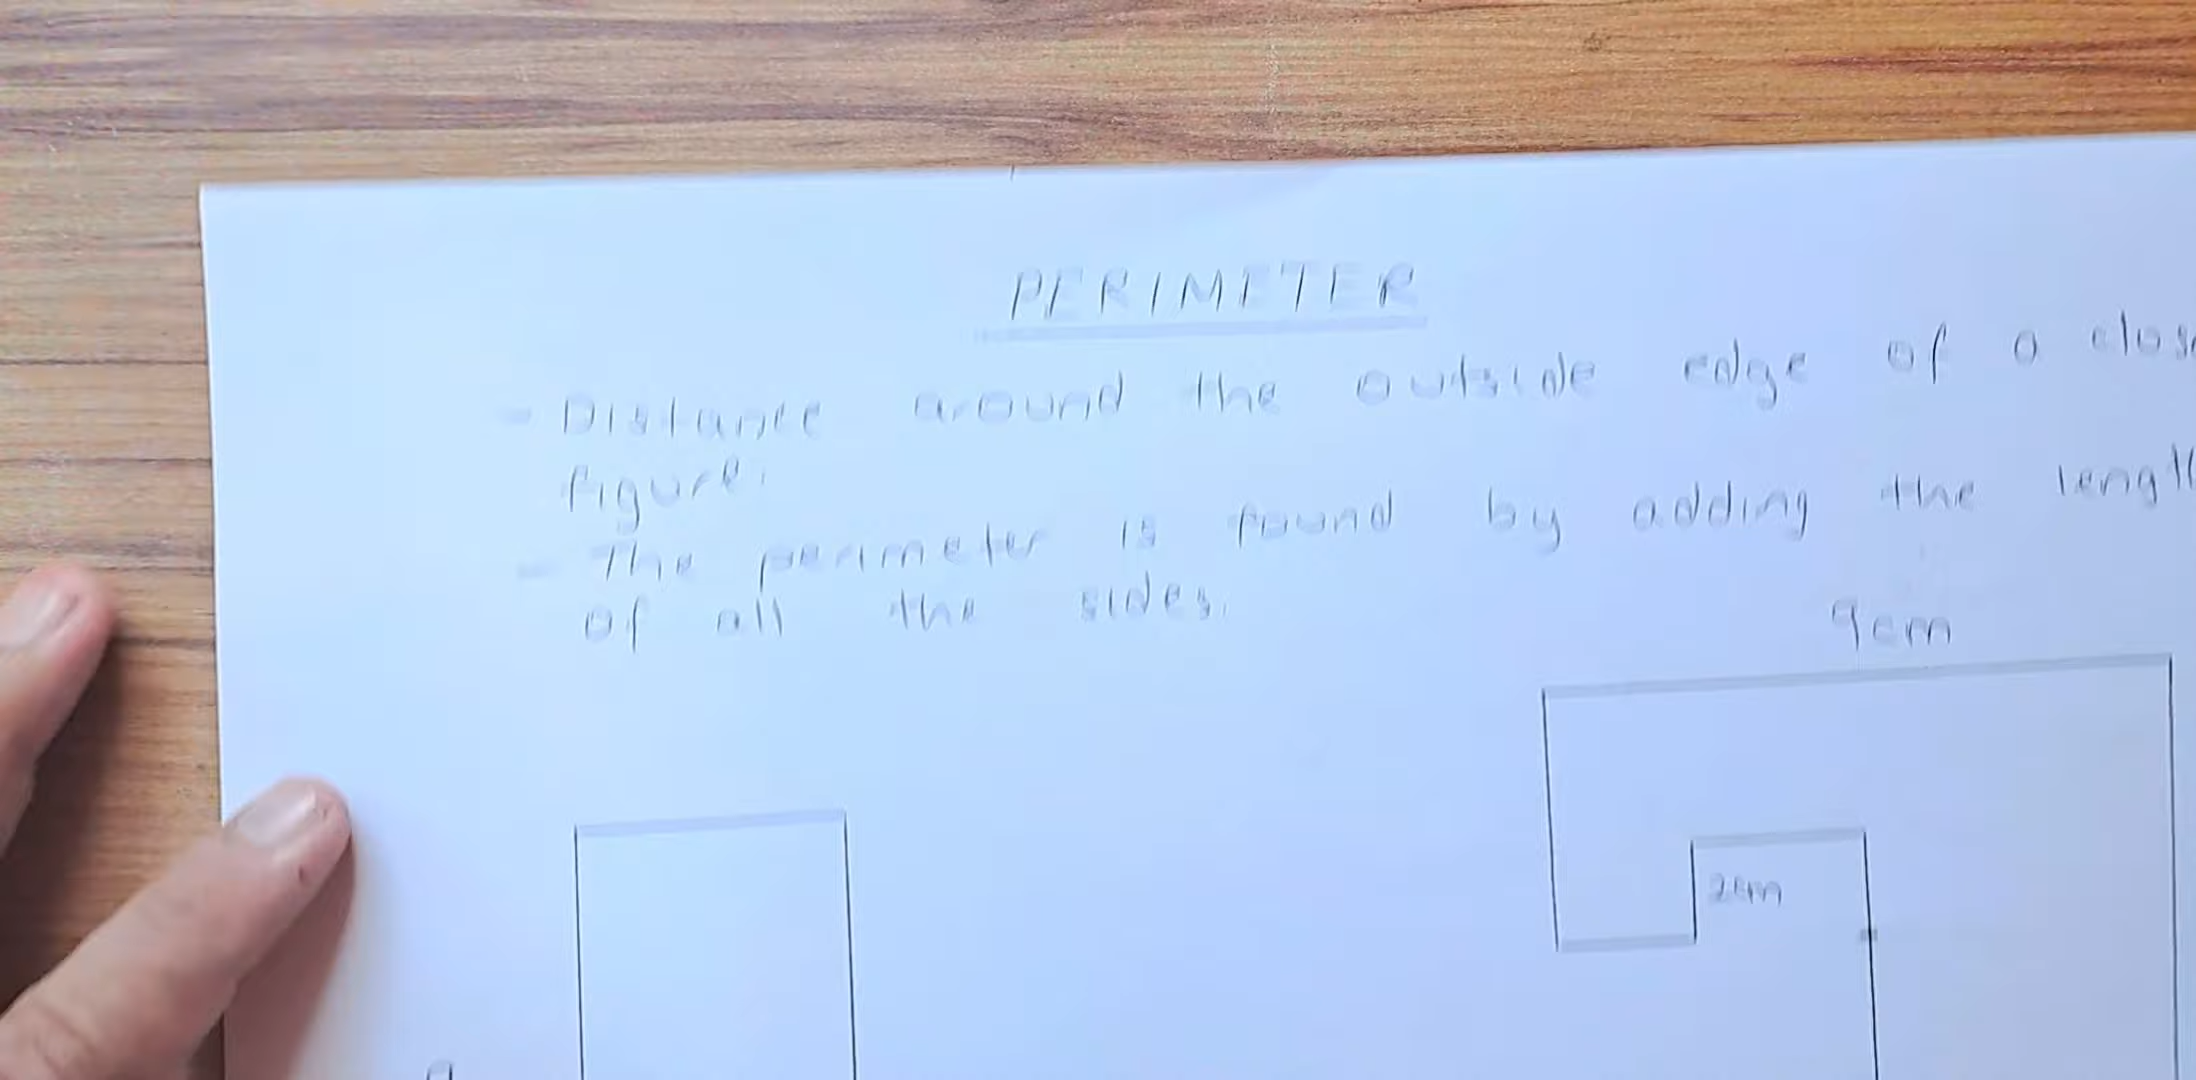 PERIMETER
- Distance around the outside edge of a
figure.
- The perimeter is found by adding the
of all the sides.
9cm
2cm